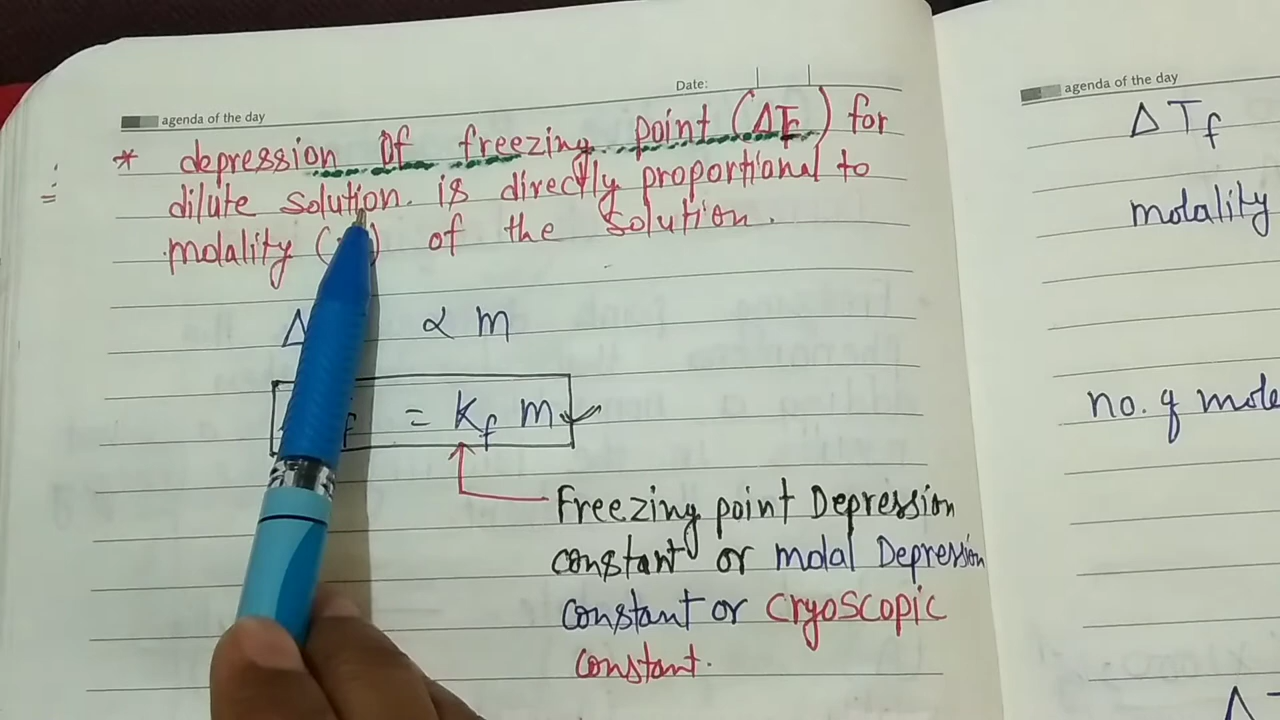 Date:
agenda of the day
* depression Of freezing point (ΔTf) for
dilute solution. is directly proportional to
molality ( ) of the solution.
Δ ∝ m
f = Kf m
Freezing point Depression
constant or molal Depression
constant or Cryoscopic
constant.
agenda of the day
ΔTf
molality
no. of mole
Δ